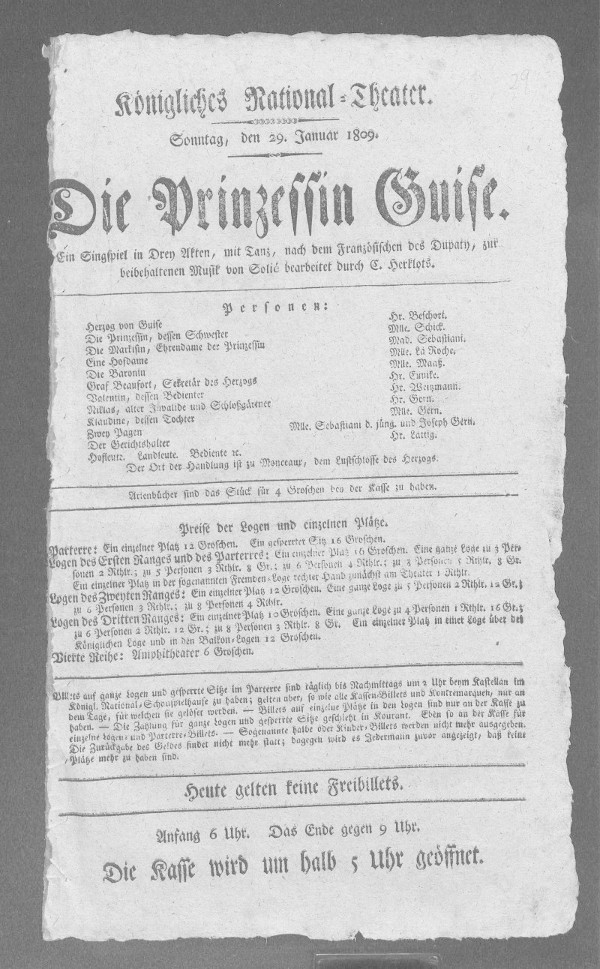 Königliches National-Theater.
Sonntag, den 29. Januar 1809.
Die Prinzessin Guise.
Ein Singspiel in Drey Akten, mit Tanz, nach dem Französischen des Dupaty, zur
beibehaltenen Musik von Solié bearbeitet durch C. Herklots.
Personen:
Herzog von Guise Hr. Beschort.
Die Prinzessin, dessen Schwester Mlle. Schick.
Die Markisin, Ehrendame der Prinzessin Mad. Sebastiani.
Eine Hofdame Mlle. La Roche.
Die Baronin Mlle. Maaß.
Graf Beaufort, Sekretär des Herzogs Hr. Eunike.
Valentin, dessen Bedienter Hr. Weitzmann.
Niklas, alter Invalide und Schloßgärtner Hr. Gern.
Klaudine, dessen Tochter Mlle. Gern.
Zwey Pagen Mlle. Sebastiani d. jüng. und Joseph Gern.
Der Gerichtshalter Hr. Lattig.
Hofleute. Landleute. Bediente ꝛc.
Der Ort der Handlung ist zu Monceaux, dem Lustschlosse des Herzogs.
Arienbücher sind das Stück für 4 Groschen bey der Kasse zu haben.
Preise der Logen und einzelnen Plätze.
Parterre: Ein einzelner Platz 12 Groschen. Ein gesperrter Sitz 16 Groschen.
Logen des Ersten Ranges und des Parterres: Ein einzelner Platz 16 Groschen. Eine ganze Loge zu 3 Per-
sonen 2 Rthlr.; zu 5 Personen 3 Rthlr. 8 Gr.; zu 6 Personen 4 Rthlr.; zu 8 Personen 5 Rthlr. 8 Gr.
Ein einzelner Platz in der sogenannten Fremden-Loge rechter Hand zunächst am Theater 1 Rthlr.
Logen des Zweyten Ranges: Ein einzelner Platz 12 Groschen. Eine ganze Loge zu 5 Personen 2 Rthlr. 12 Gr.;
zu 6 Personen 3 Rthlr.; zu 8 Personen 4 Rthlr.
Logen des Dritten Ranges: Ein einzelner Platz 10 Groschen. Eine ganze Loge zu 4 Personen 1 Rthlr. 16 Gr.;
zu 6 Personen 2 Rthlr. 12 Gr.; zu 8 Personen 3 Rthlr. 8 Gr. Ein einzelner Platz in einer Loge über der
Königlichen Loge und in den Balkon-Logen 12 Groschen.
Vierte Reihe: Amphitheater 6 Groschen.
Billets auf ganze Logen und gesperrte Sitze im Parterre sind täglich bis Nachmittags um 2 Uhr beym Kastellan im
Königl. National-Schauspielhause zu haben; gelten aber, so wie alle Kassen-Billets und Kontremarquen, nur an
dem Tage, für welchen sie gelöset werden. — Billets auf einzelne Plätze in den Logen sind nur an der Kasse zu
haben. — Die Zahlung für ganze Logen und gesperrte Sitze geschieht in Kourant. Eben so an der Kasse für
einzelne Logen- und Parterre-Billets. — Sogenannte halbe oder Kinder-Billets werden nicht mehr ausgegeben.
Die Zurückgabe des Geldes findet nicht mehr statt; dagegen wird es Jedermann zuvor angezeigt, daß keine
Plätze mehr zu haben sind.
Heute gelten keine Freibillets.
Anfang 6 Uhr. Das Ende gegen 9 Uhr.
Die Kasse wird um halb 5 Uhr geöffnet.
29